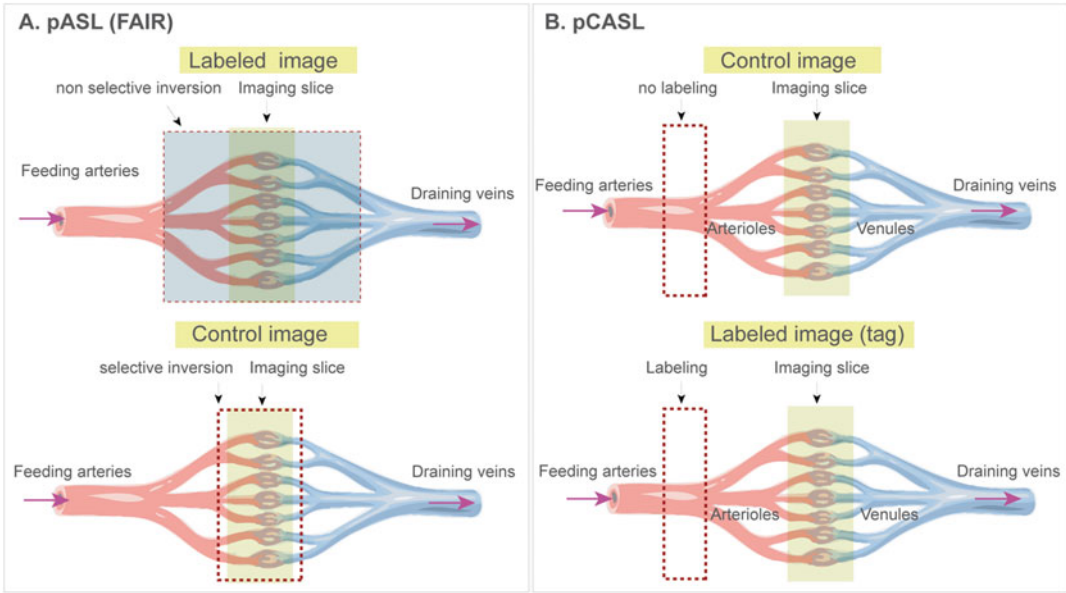 A. pASL (FAIR)
Labeled image
non selective inversion
Imaging slice
Feeding arteries
Draining veins
Control image
selective inversion
Imaging slice
Feeding arteries
Draining veins
B. pCASL
Control image
no labeling
Imaging slice
Feeding arteries
Draining veins
Arterioles
Venules
Labeled image (tag)
Labeling
Imaging slice
Feeding arteries
Draining veins
Arterioles
Venules